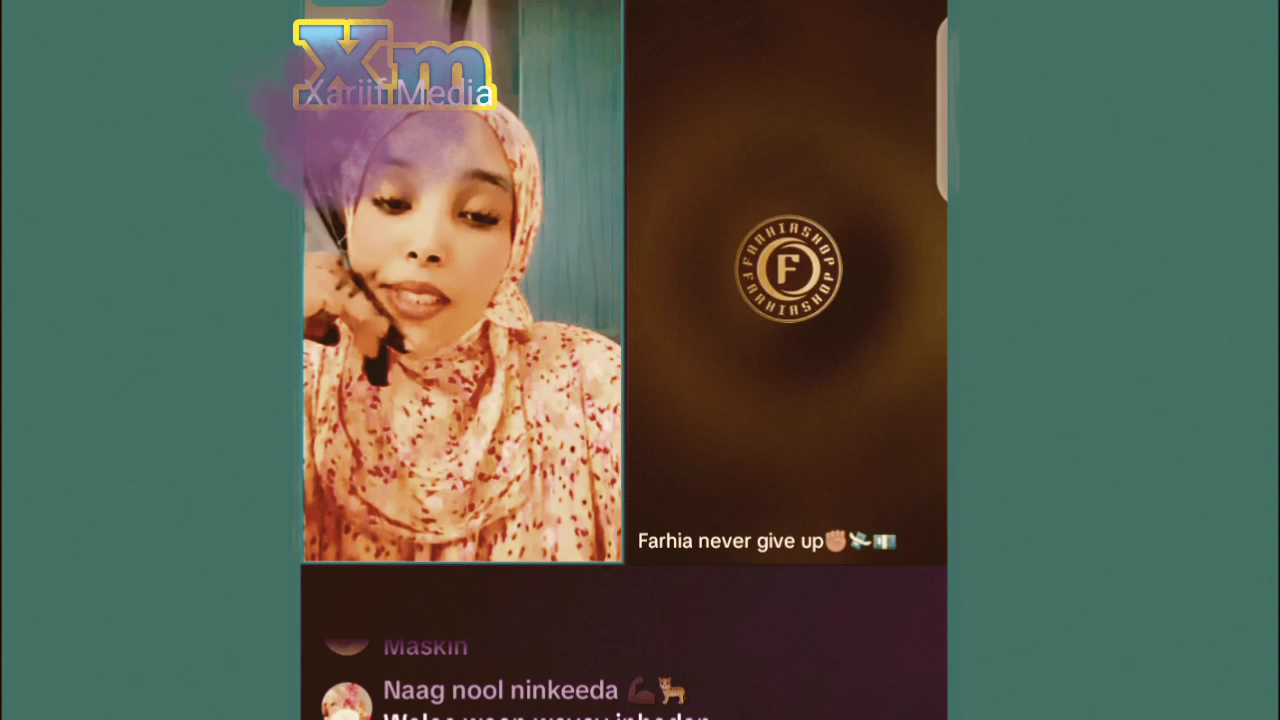 Xm
Xariif Media
FARHIASHOP
F
FARHIASHOP
Farhia never give up✊🏽💸💵
Maskin
Naag nool ninkeeda 💪🏿🐅